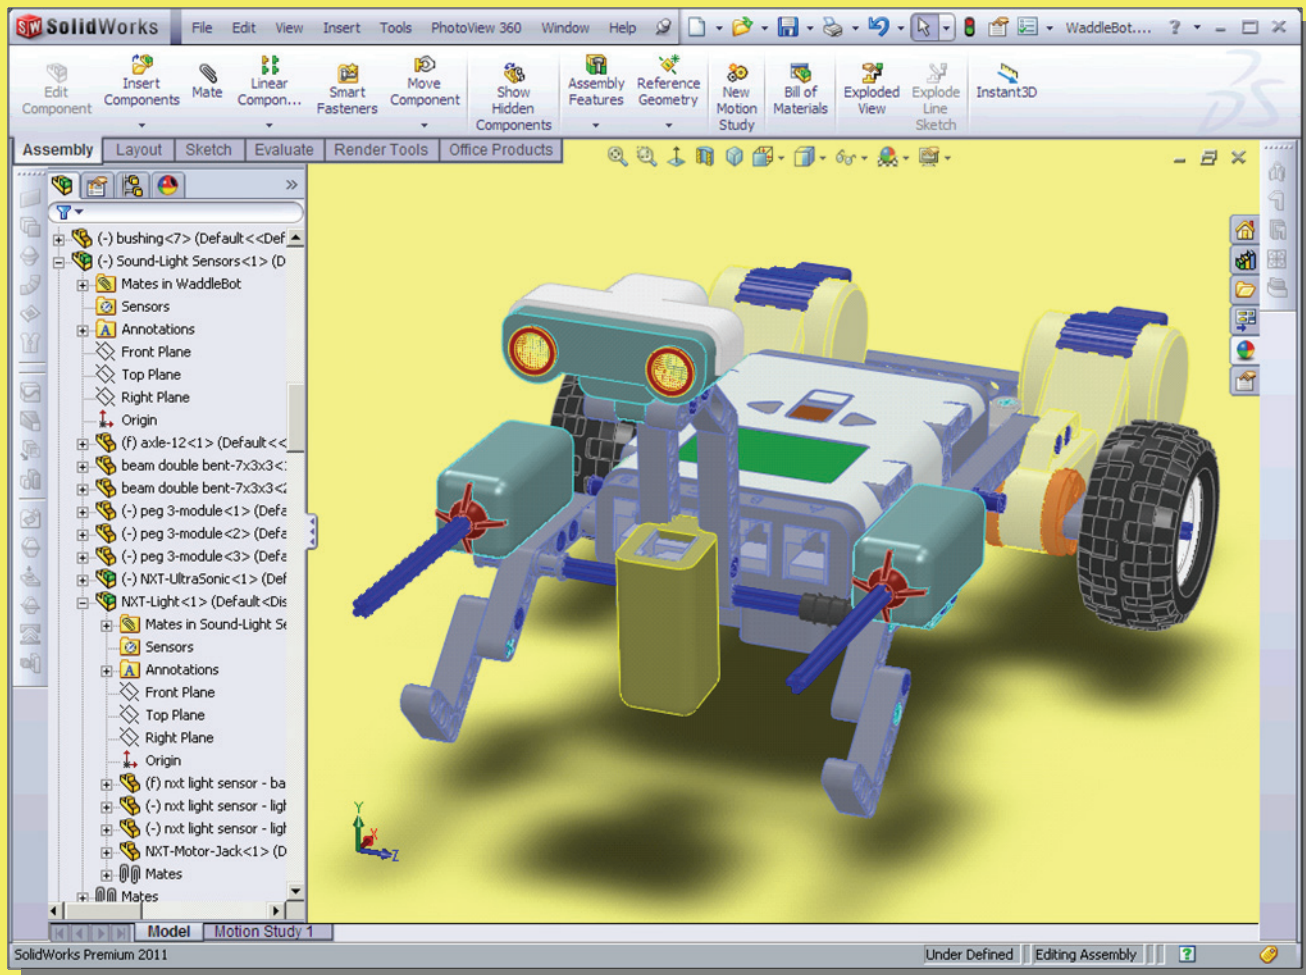 SW SolidWorks File Edit View Insert Tools PhotoView 360 Window Help WaddleBot.... ?
Edit Component
Insert Components
Mate
Linear Compon...
Smart Fasteners
Move Component
Show Hidden Components
Assembly Features
Reference Geometry
New Motion Study
Bill of Materials
Exploded View
Explode Line Sketch
Instant3D
Assembly Layout Sketch Evaluate Render Tools Office Products
(-) bushing<7> (Default<<Def
(-) Sound-Light Sensors<1> (D
Mates in WaddleBot
Sensors
A Annotations
Front Plane
Top Plane
Right Plane
Origin
(f) axle-12<1> (Default<<
beam double bent-7x3x3<:
beam double bent-7x3x3<2
(-) peg 3-module<1> (Defa
(-) peg 3-module<2> (Defa
(-) peg 3-module<3> (Defa
(-) NXT-UltraSonic<1> (Def
NXT-Light<1> (Default<Dis
Mates in Sound-Light Se
Sensors
A Annotations
Front Plane
Top Plane
Right Plane
Origin
(f) nxt light sensor - ba
(-) nxt light sensor - ligh
(-) nxt light sensor - ligh
NXT-Motor-Jack<1> (D
Mates
Mates
Y
X
Z
Model Motion Study 1
SolidWorks Premium 2011 Under Defined Editing Assembly ?